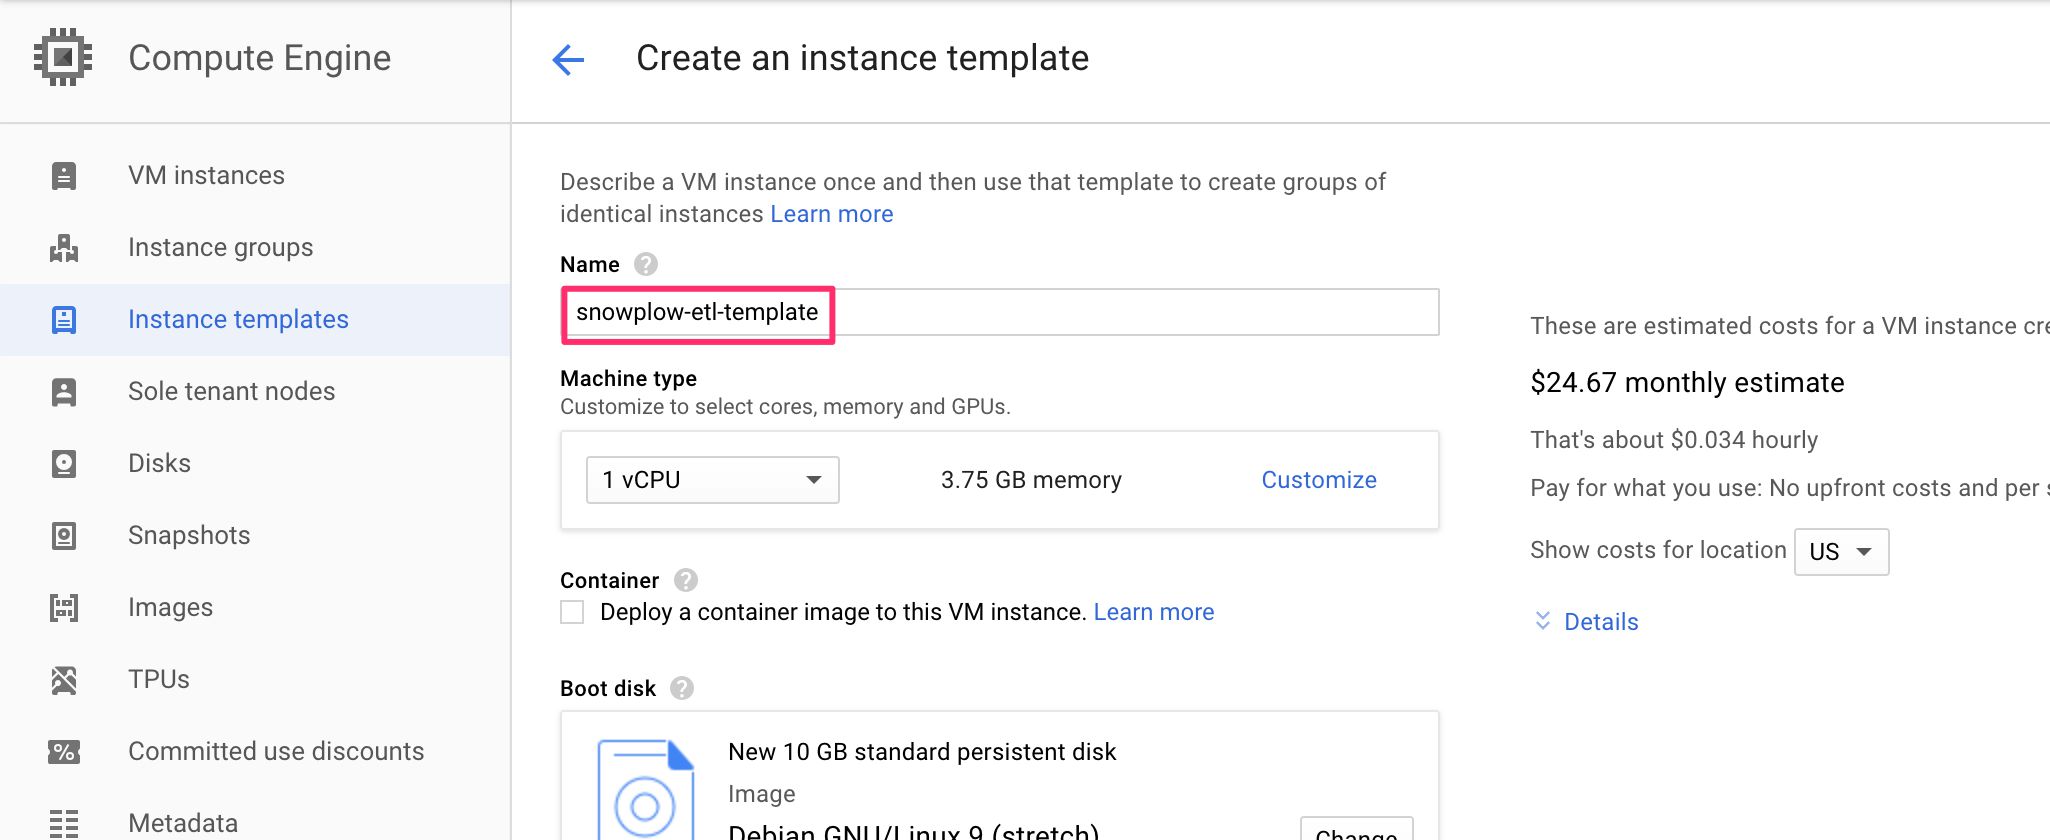 Compute Engine
VM instances
Instance groups
Instance templates
Sole tenant nodes
Disks
Snapshots
Images
TPUs
Committed use discounts
Metadata
Create an instance template
Describe a VM instance once and then use that template to create groups of
identical instances Learn more
Name
snowplow-etl-template
Machine type
Customize to select cores, memory and GPUs.
1 vCPU 3.75 GB memory Customize
Container
Deploy a container image to this VM instance. Learn more
Boot disk
New 10 GB standard persistent disk
Image
Debian GNU/Linux 9 (stretch) Change
These are estimated costs for a VM instance
$24.67 monthly estimate
That's about $0.034 hourly
Pay for what you use: No upfront costs and per
Show costs for location US
Details